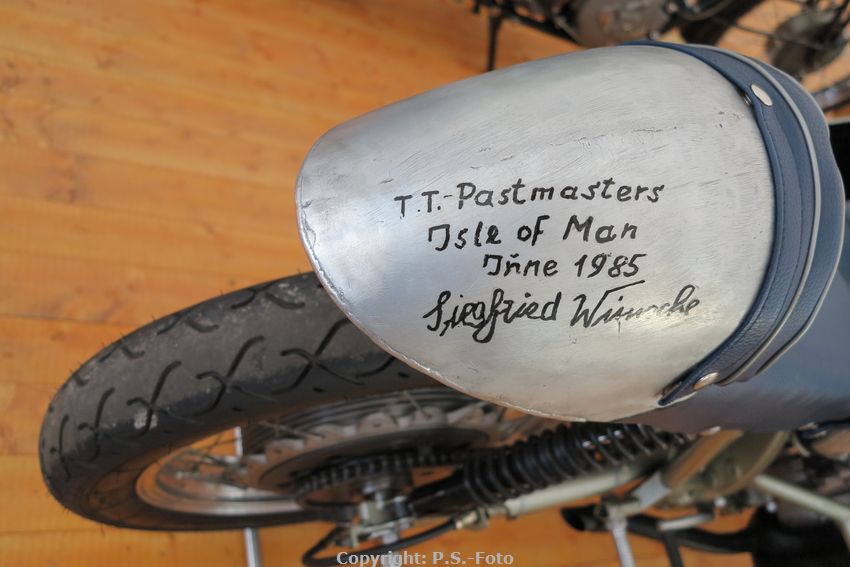 T.T.-Pastmasters
Isle of Man
June 1985
Siegfried Wünsche
Copyright: P.S.-Foto